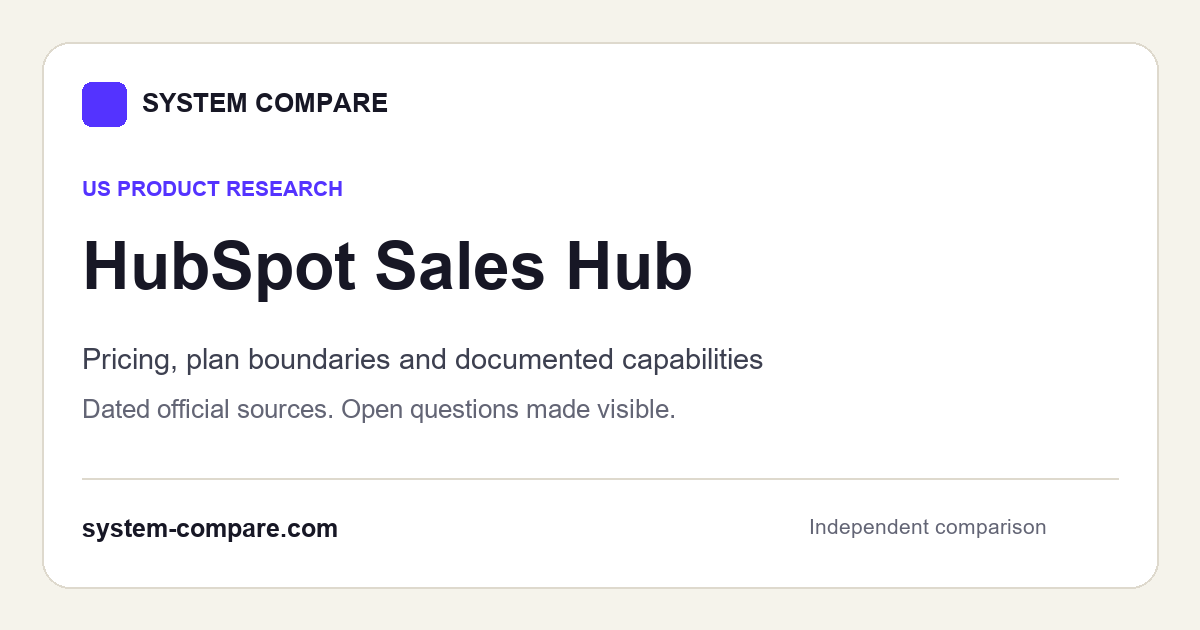 SYSTEM COMPARE
US PRODUCT RESEARCH
HubSpot Sales Hub
Pricing, plan boundaries and documented capabilities
Dated official sources. Open questions made visible.
system-compare.com
Independent comparison